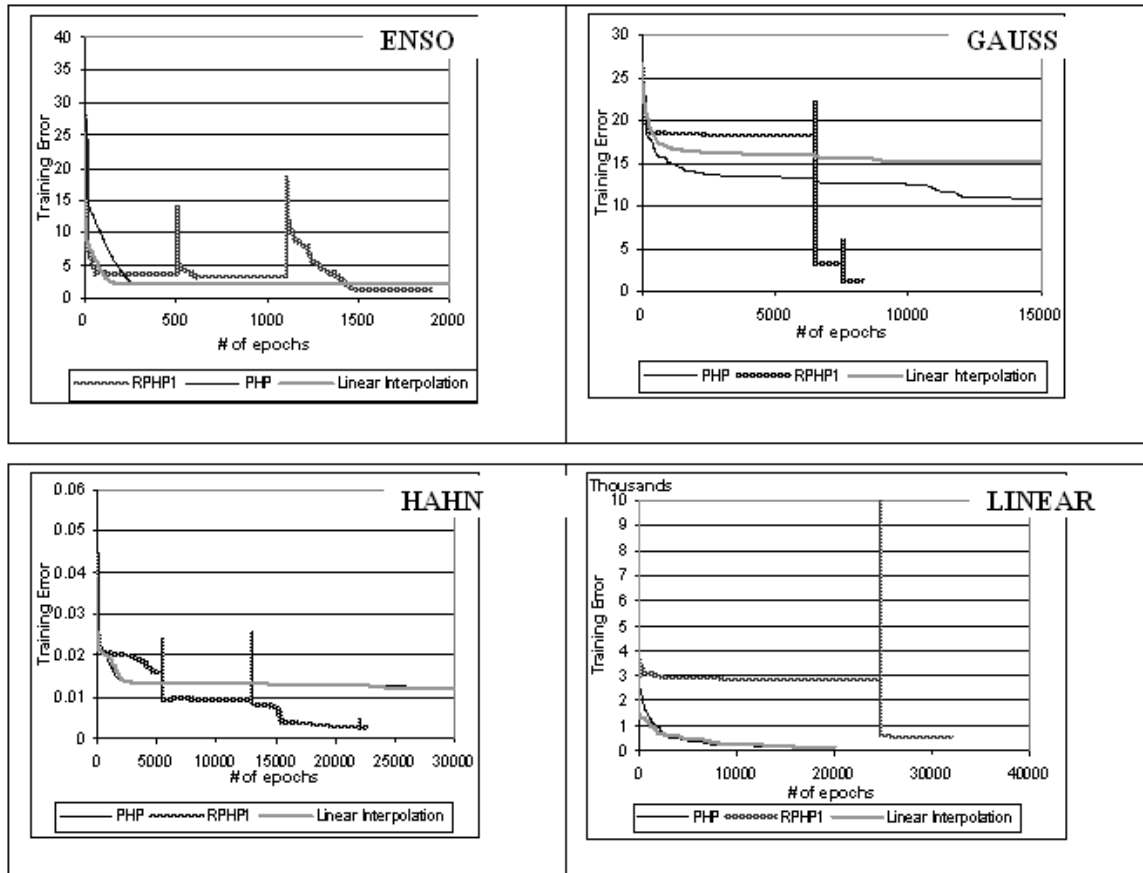 ENSO
40
35
30
25
20
15
10
5
0
Training Error
0 500 1000 1500 2000
# of epochs
RPHP1 PHP Linear Interpolation
GAUSS
30
25
20
15
10
5
0
Training Error
0 5000 10000 15000
# of epochs
PHP RPHP1 Linear Interpolation
HAHN
0.06
0.05
0.04
0.03
0.02
0.01
0
Training Error
0 5000 10000 15000 20000 25000 30000
# of epochs
PHP RPHP1 Linear Interpolation
Thousands
LINEAR
10
9
8
7
6
5
4
3
2
1
0
Training Error
0 10000 20000 30000 40000
# of epochs
PHP RPHP1 Linear Interpolation